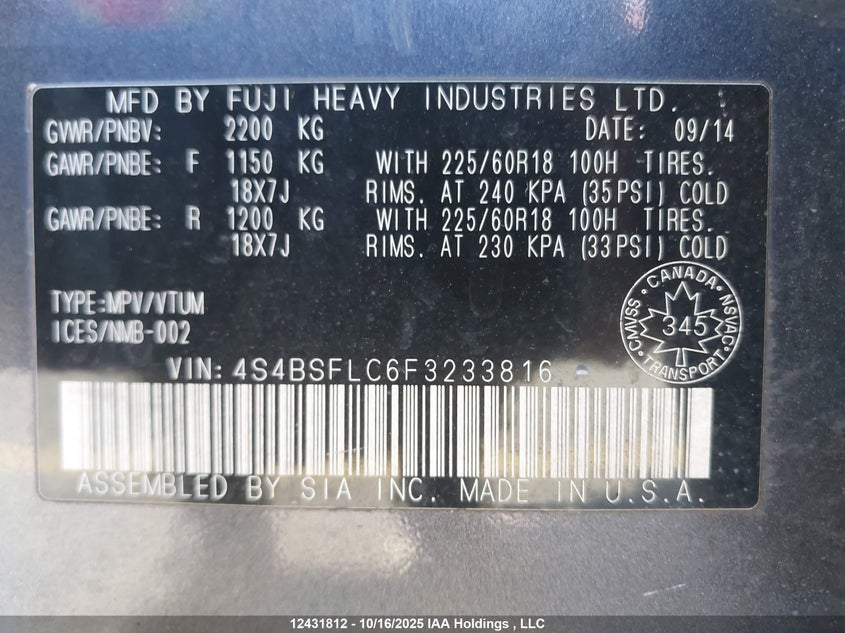 MFD BY FUJI HEAVY INDUSTRIES LTD.
GVWR/PNBV: 2200 KG DATE: 09/14
GAWR/PNBE: F 1150 KG WITH 225/60R18 100H TIRES.
18X7J RIMS. AT 240 KPA (35PSI) COLD
GAWR/PNBE: R 1200 KG WITH 225/60R18 100H TIRES.
18X7J RIMS. AT 230 KPA (33PSI) COLD
TYPE:MPV/VTUM
ICES/NMB-002
CMVSS CANADA NSVAC
345
TRANSPORT
VIN: 4S4BSFLC6F3233816
ASSEMBLED BY SIA INC. MADE IN U.S.A.
12431812 - 10/16/2025 IAA Holdings , LLC